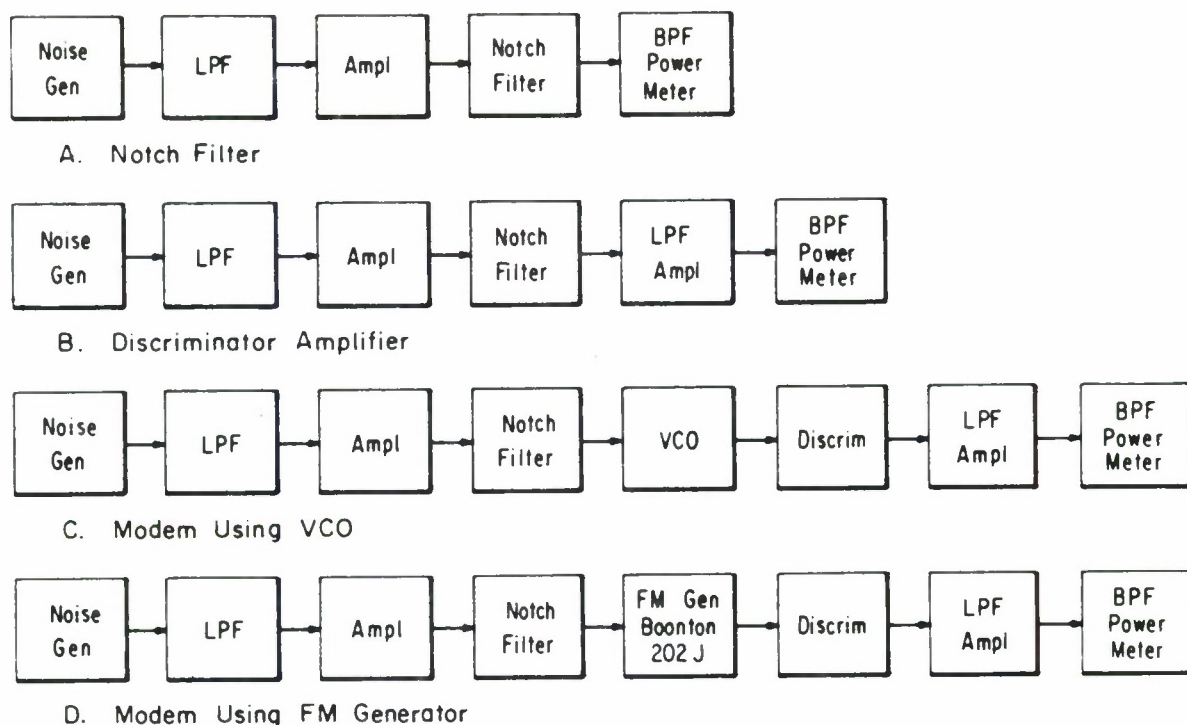 Noise
Gen
LPF
Ampl
Notch
Filter
BPF
Power
Meter
A. Notch Filter
Noise
Gen
LPF
Ampl
Notch
Filter
LPF
Ampl
BPF
Power
Meter
B. Discriminator Amplifier
Noise
Gen
LPF
Ampl
Notch
Filter
VCO
Discrim
LPF
Ampl
BPF
Power
Meter
C. Modem Using VCO
Noise
Gen
LPF
Ampl
Notch
Filter
FM Gen
Boonton
202J
Discrim
LPF
Ampl
BPF
Power
Meter
D. Modem Using FM Generator